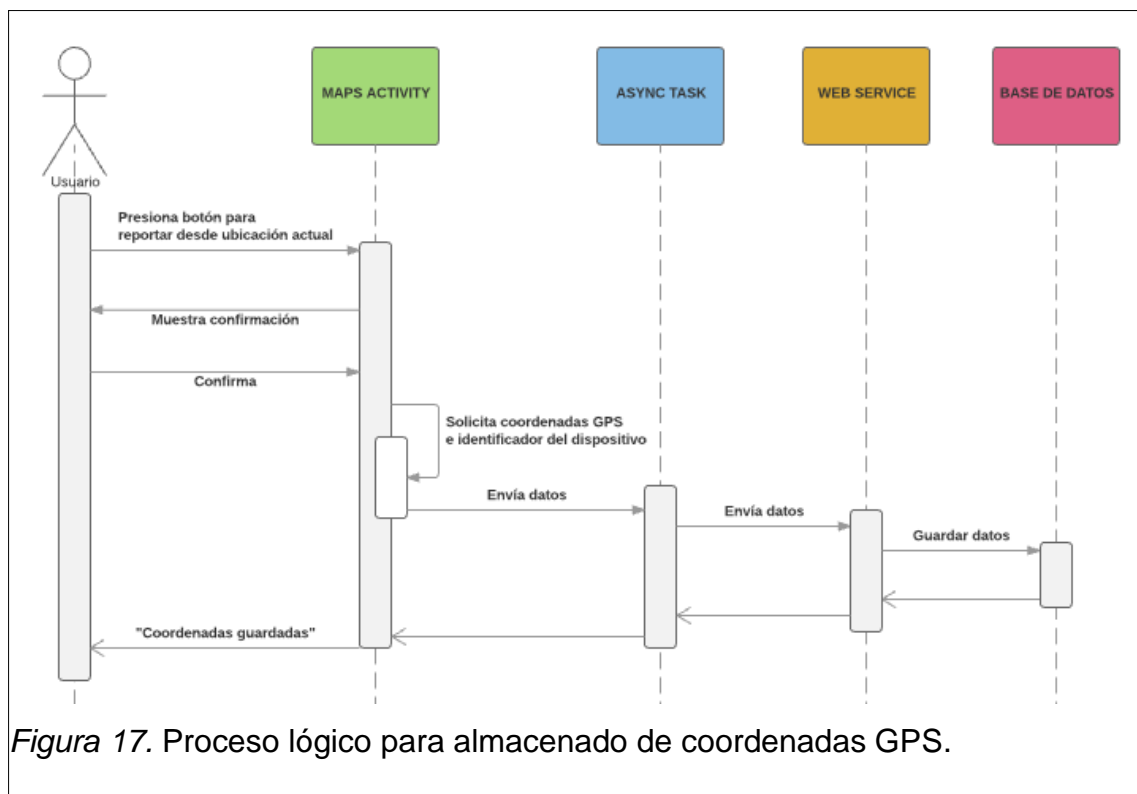 MAPS ACTIVITY
ASYNC TASK
WEB SERVICE
BASE DE DATOS
Usuario
Presiona botón para
reportar desde ubicación actual
Muestra confirmación
Confirma
Solicita coordenadas GPS
e identificador del dispositivo
Envía datos
Envía datos
Guardar datos
"Coordenadas guardadas"
Figura 17. Proceso lógico para almacenado de coordenadas GPS.